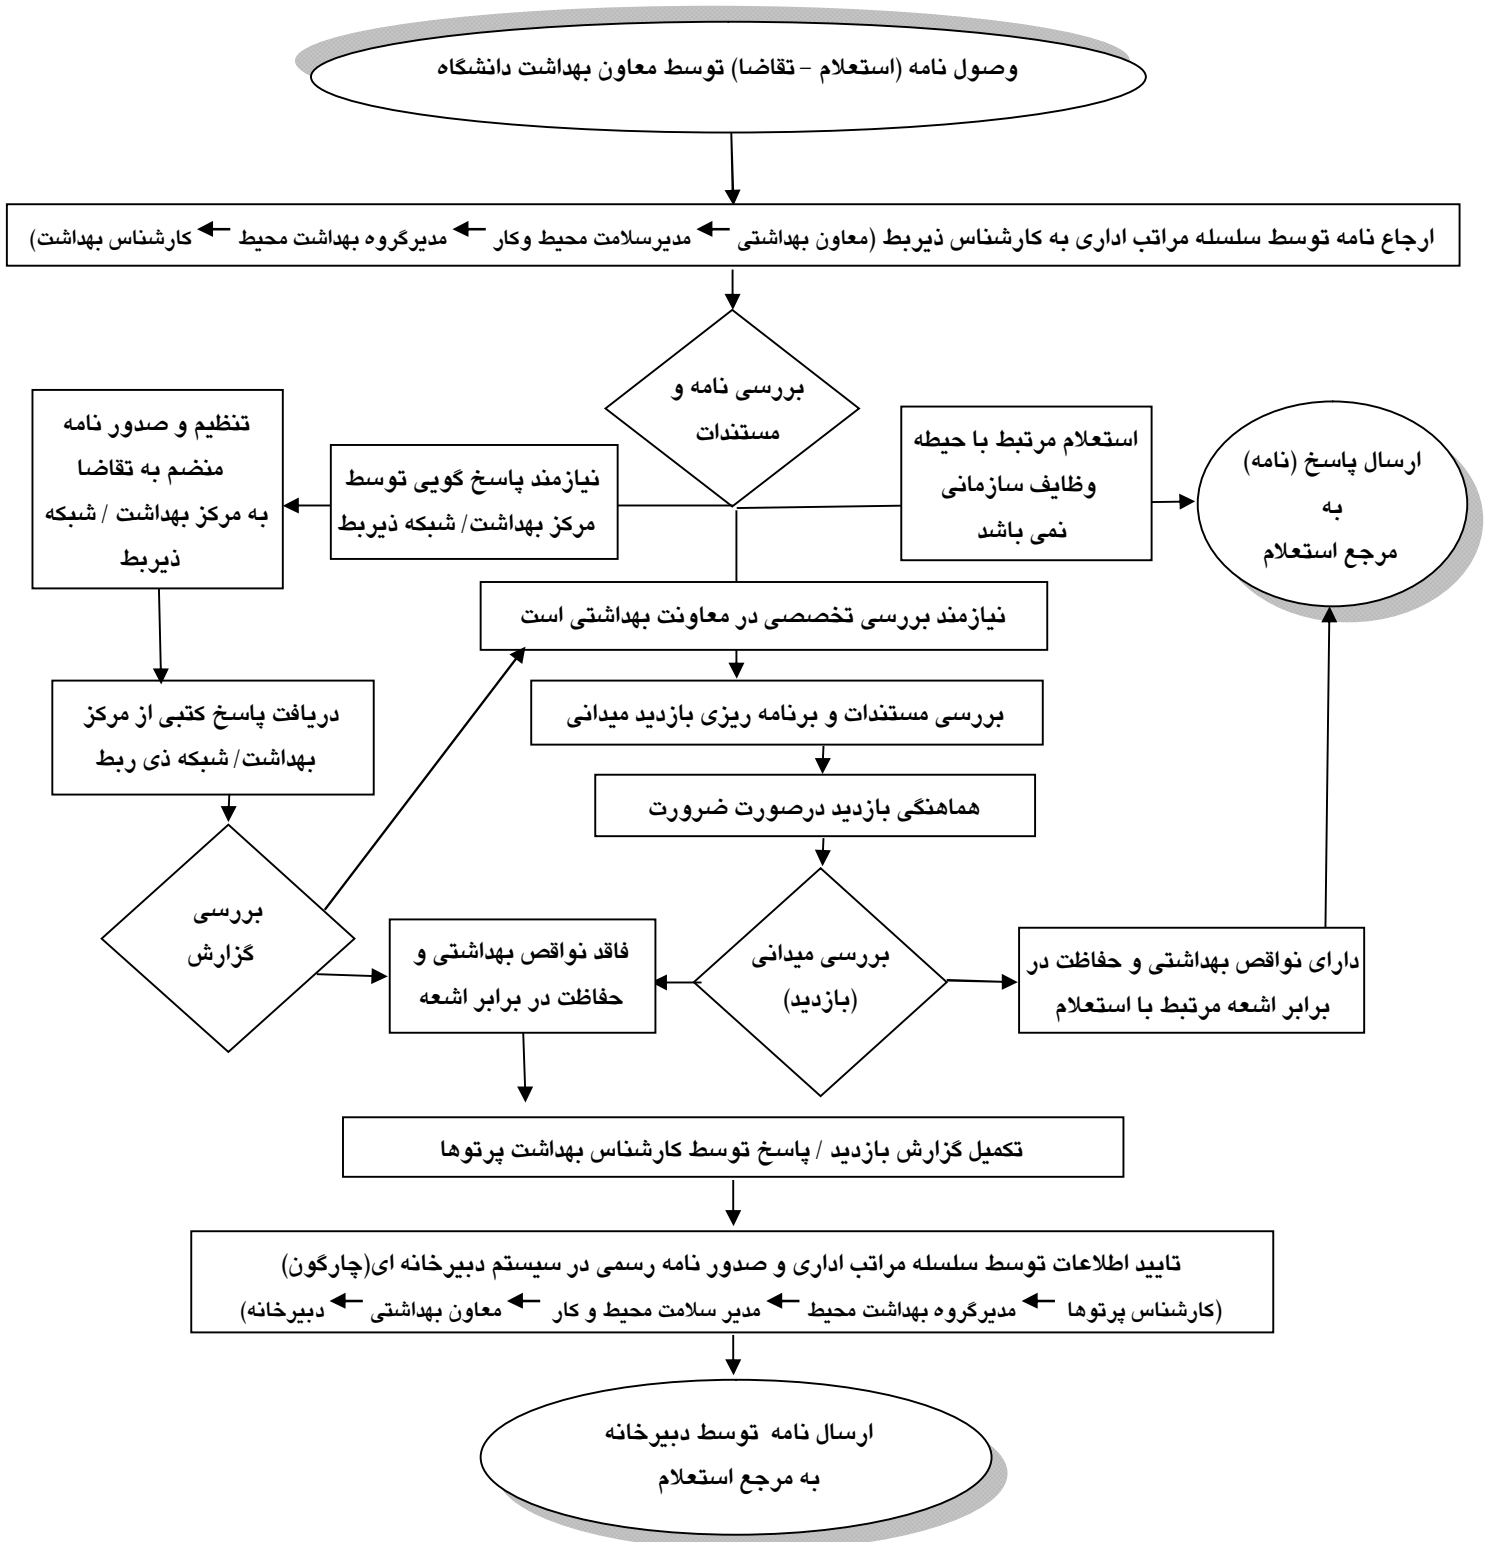 وصول نامه (استعلام – تقاضا) توسط معاون بهداشت دانشگاه
ارجاع نامه توسط سلسله مراتب اداری به کارشناس ذیربط (معاون بهداشتی ← مدیرسلامت محیط وکار ← مدیرگروه بهداشت محیط ← کارشناس بهداشت)
بررسی نامه و
مستندات
استعلام مرتبط با حیطه
وظایف سازمانی
نمی باشد
ارسال پاسخ (نامه)
به
مرجع استعلام
نیازمند پاسخ گویی توسط
مرکز بهداشت/ شبکه ذیربط
تنظیم و صدور نامه
منضم به تقاضا
به مرکز بهداشت / شبکه
ذیربط
نیازمند بررسی تخصصی در معاونت بهداشتی است
دریافت پاسخ کتبی از مرکز
بهداشت/ شبکه ذی ربط
بررسی مستندات و برنامه ریزی بازدید میدانی
هماهنگی بازدید درصورت ضرورت
بررسی
گزارش
فاقد نواقص بهداشتی و
حفاظت در برابر اشعه
بررسی میدانی
(بازدید)
دارای نواقص بهداشتی و حفاظت در
برابر اشعه مرتبط با استعلام
تکمیل گزارش بازدید / پاسخ توسط کارشناس بهداشت پرتوها
تایید اطلاعات توسط سلسله مراتب اداری و صدور نامه رسمی در سیستم دبیرخانه ای(چارگون)
(کارشناس پرتوها ← مدیرگروه بهداشت محیط ← مدیر سلامت محیط و کار ← معاون بهداشتی ← دبیرخانه)
ارسال نامه توسط دبیرخانه
به مرجع استعلام